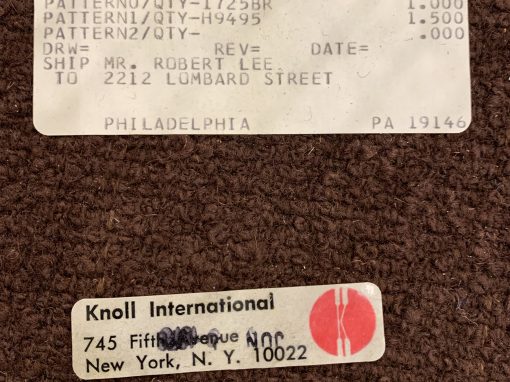 PATTERN0/QTY-1725BR 1.000
PATTERN1/QTY-H9495 1.500
PATTERN2/QTY- .000
DRW= REV= DATE=
SHIP MR. ROBERT LEE
TO 2212 LOMBARD STREET
PHILADELPHIA PA 19146
Knoll International
745 Fifth Avenue
New York, N. Y. 10022